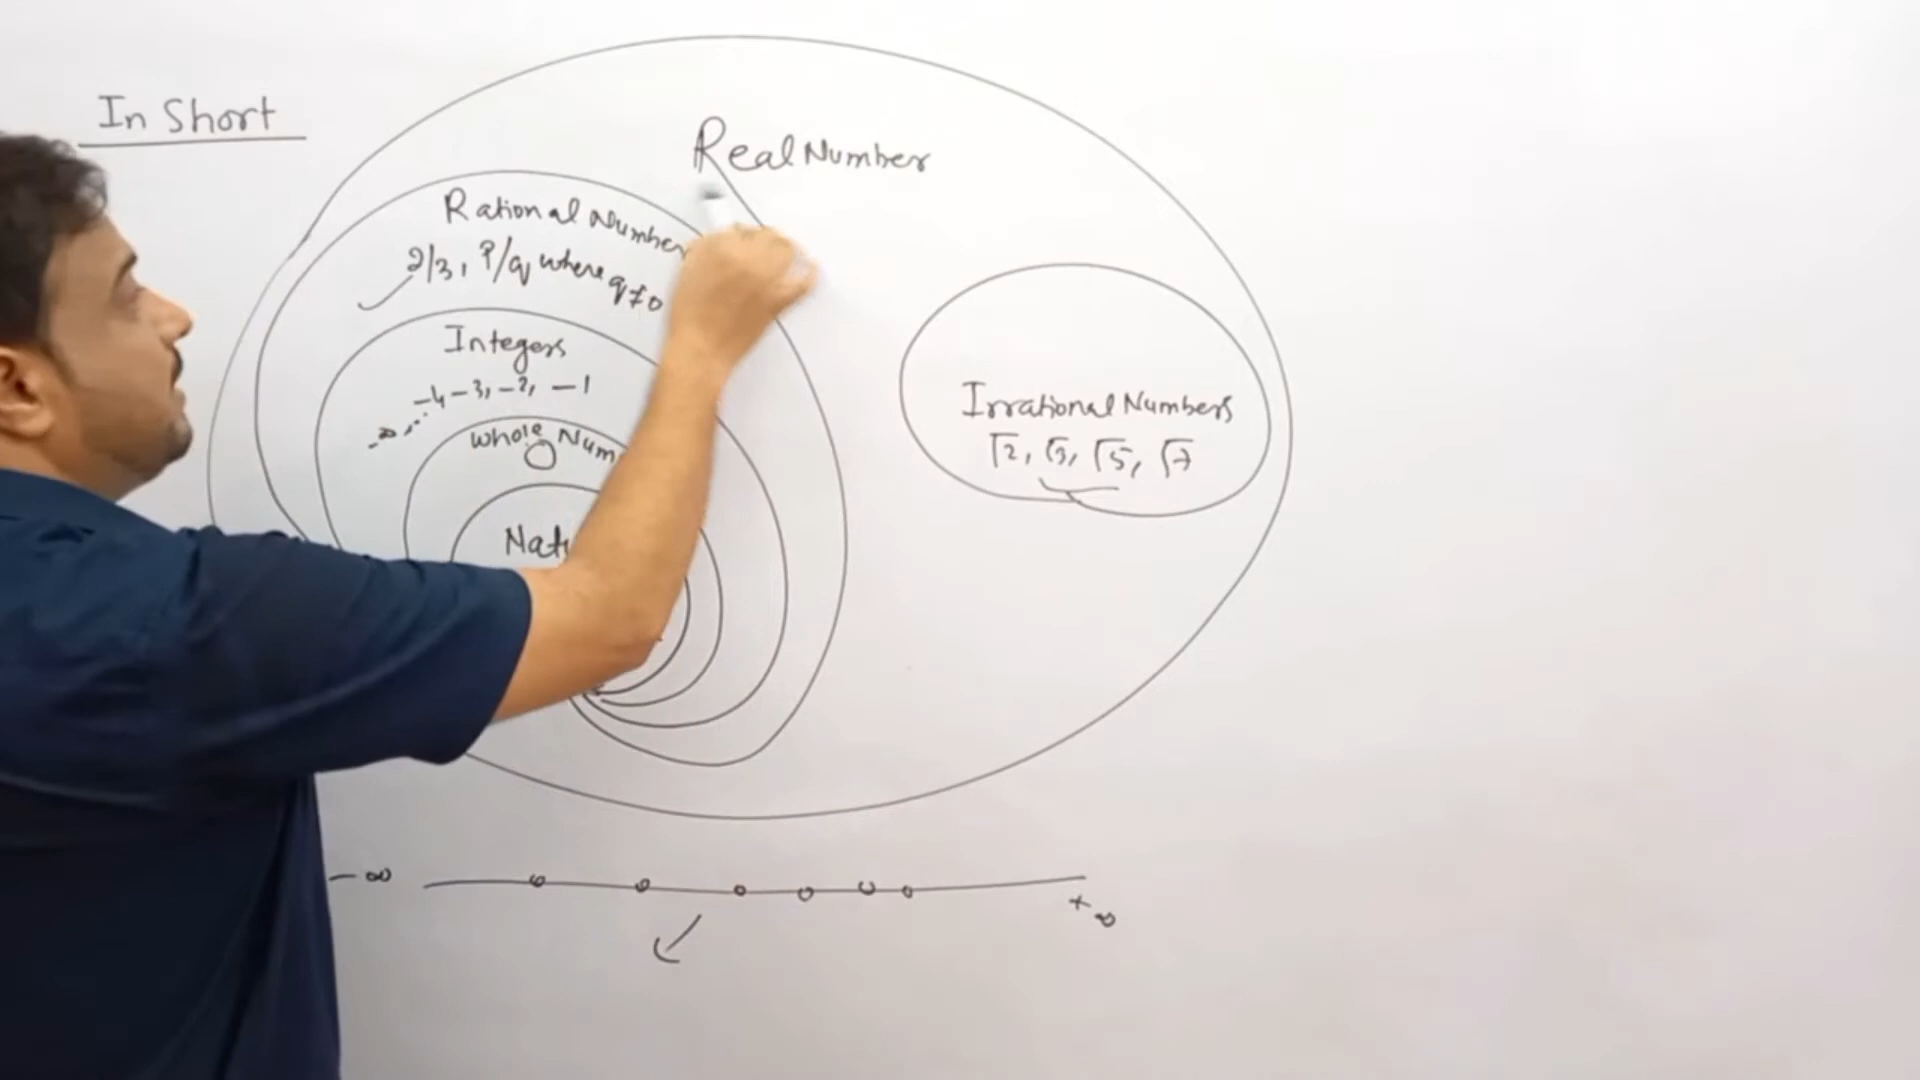 In Short
Real Number
Rational Number
2/3, P/q where q≠0
Integers
-4 -3, -2, -1
-∞, ...
Whole Num
0
Nat
Irrational Numbers
√2, √3, √5, √7
-∞
+∞